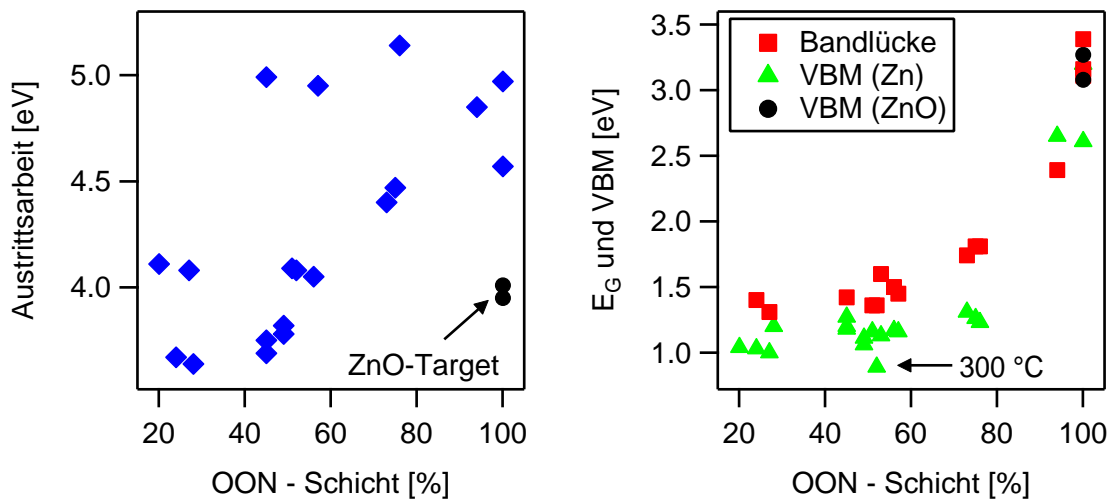 Austrittsarbeit [eV]
5.0
4.5
4.0
ZnO-Target
20
40
60
80
100
OON - Schicht [%]
E_G und VBM [eV]
3.5
3.0
2.5
2.0
1.5
1.0
Bandlücke
VBM (Zn)
VBM (ZnO)
300 °C
20
40
60
80
100
OON - Schicht [%]